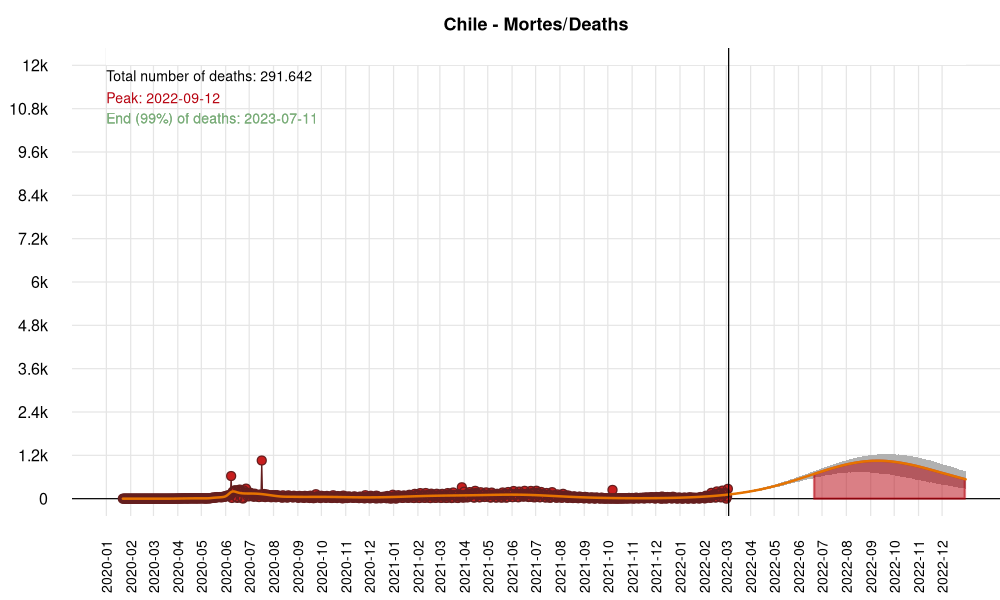 Chile - Mortes/Deaths
Total number of deaths: 291.642
Peak: 2022-09-12
End (99%) of deaths: 2023-07-11
12k
10.8k
9.6k
8.4k
7.2k
6k
4.8k
3.6k
2.4k
1.2k
0
2020-01
2020-02
2020-03
2020-04
2020-05
2020-06
2020-07
2020-08
2020-09
2020-10
2020-11
2020-12
2021-01
2021-02
2021-03
2021-04
2021-05
2021-06
2021-07
2021-08
2021-09
2021-10
2021-11
2021-12
2022-01
2022-02
2022-03
2022-04
2022-05
2022-06
2022-07
2022-08
2022-09
2022-10
2022-11
2022-12